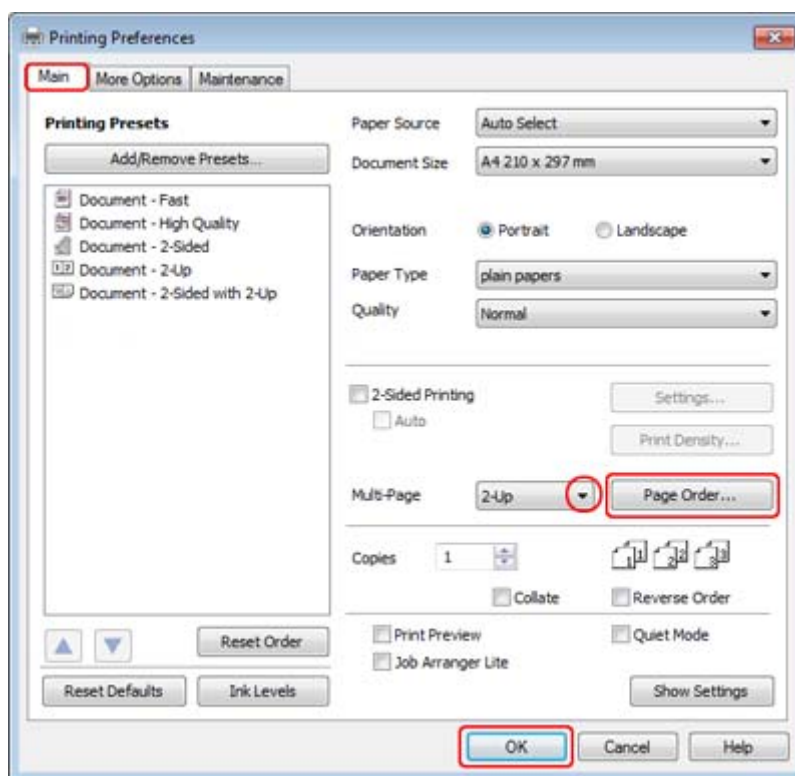 Printing Preferences
Main More Options Maintenance
Printing Presets
Add/Remove Presets...
Document - Fast
Document - High Quality
Document - 2-Sided
Document - 2-Up
Document - 2-Sided with 2-Up
Reset Order
Reset Defaults Ink Levels
Paper Source Auto Select
Document Size A4 210 x 297 mm
Orientation Portrait Landscape
Paper Type plain papers
Quality Normal
2-Sided Printing Settings...
Auto
Print Density...
Multi-Page 2-Up Page Order...
Copies 1
Collate Reverse Order
Print Preview Quiet Mode
Job Arranger Lite
Show Settings
OK Cancel Help